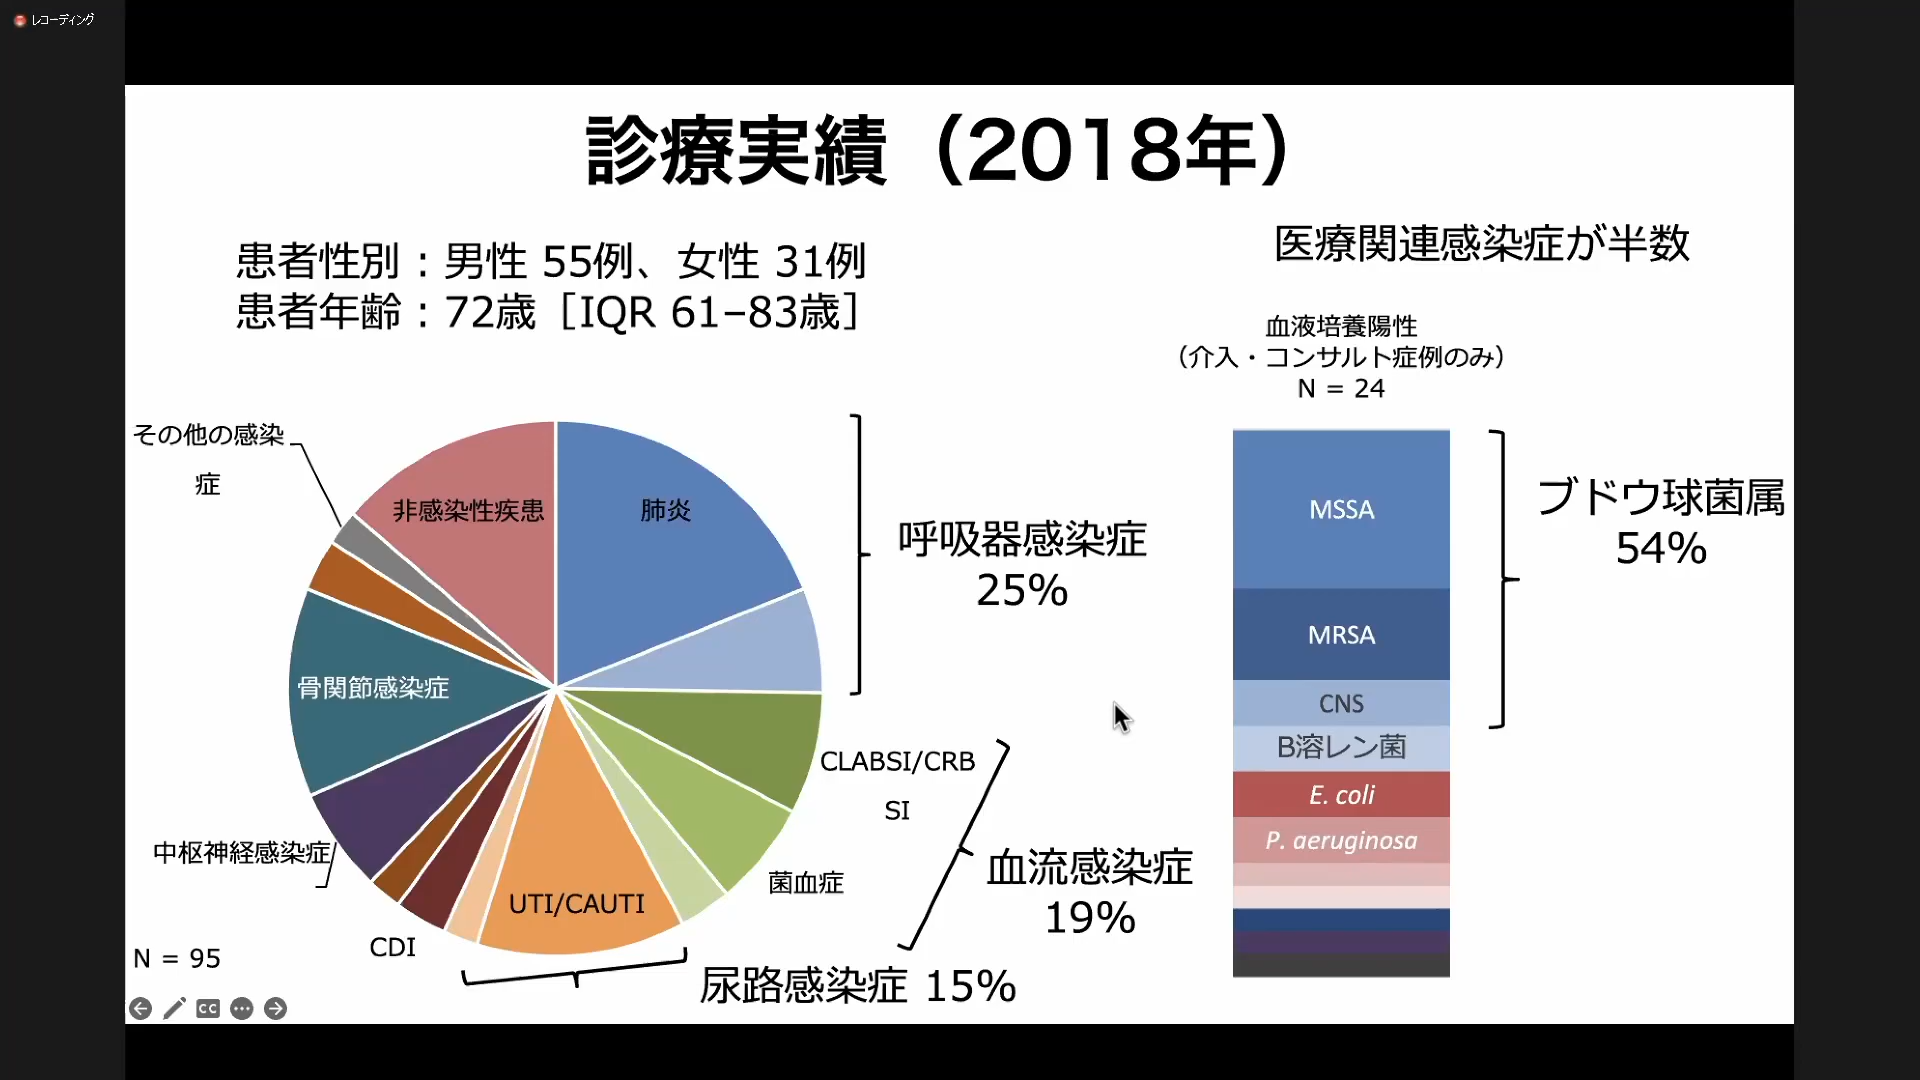 レコーディング
診療実績（2018年）
患者性別：男性 55例、女性 31例
患者年齢：72歳［IQR 61–83歳］
医療関連感染症が半数
血液培養陽性
（介入・コンサルト症例のみ）
N = 24
その他の感染
症
非感染性疾患
肺炎
呼吸器感染症
25%
骨関節感染症
CLABSI/CRB
SI
菌血症
血流感染症
19%
中枢神経感染症
UTI/CAUTI
CDI
尿路感染症 15%
N = 95
MSSA
MRSA
CNS
B溶レン菌
E. coli
P. aeruginosa
ブドウ球菌属
54%
CC